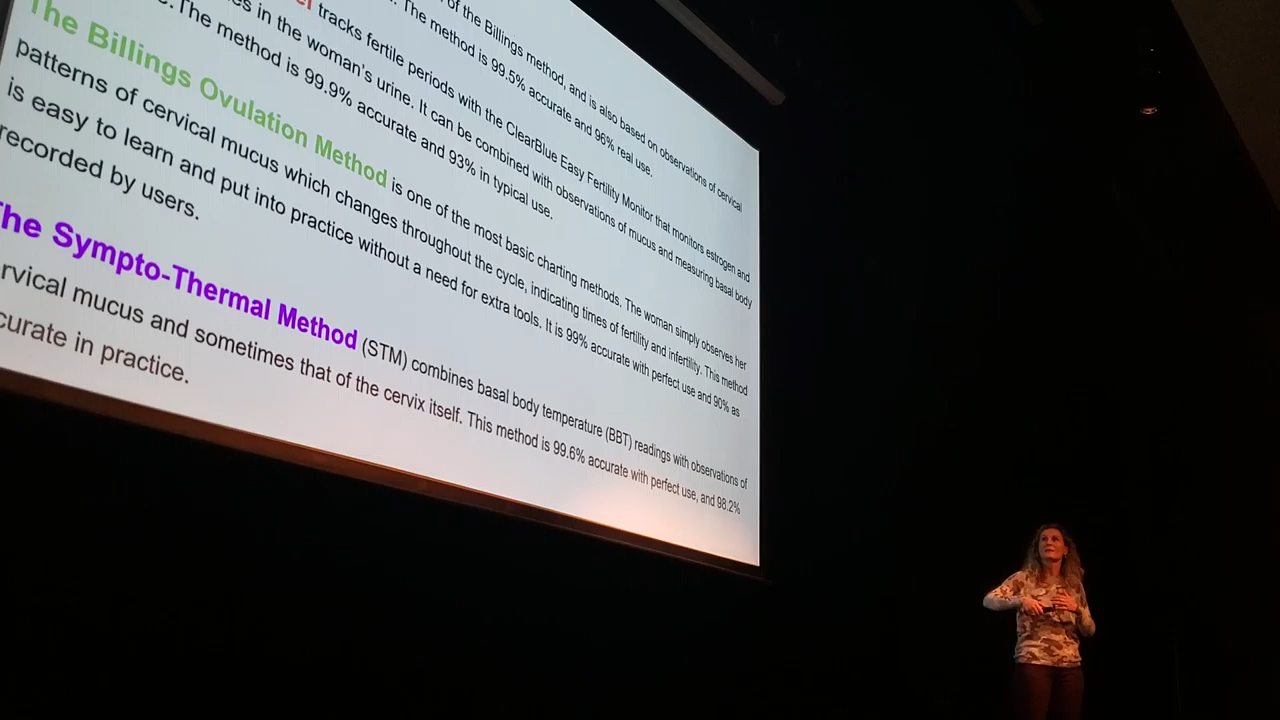 of the Billings method, and is also based on observations of cervical
. The method is 99.5% accurate and 96% real use.
tracks fertile periods with the ClearBlue Easy Fertility Monitor that monitors estrogen and
in the woman's urine. It can be combined with observations of mucus and measuring basal body
. The method is 99.9% accurate and 93% in typical use.
The Billings Ovulation Method is one of the most basic charting methods. The woman simply observes her
patterns of cervical mucus which changes throughout the cycle, indicating times of fertility and infertility. This method
is easy to learn and put into practice without a need for extra tools. It is 99% accurate with perfect use and 90% as
recorded by users.
The Sympto-Thermal Method (STM) combines basal body temperature (BBT) readings with observations of
rvical mucus and sometimes that of the cervix itself. This method is 99.6% accurate with perfect use, and 98.2%
curate in practice.